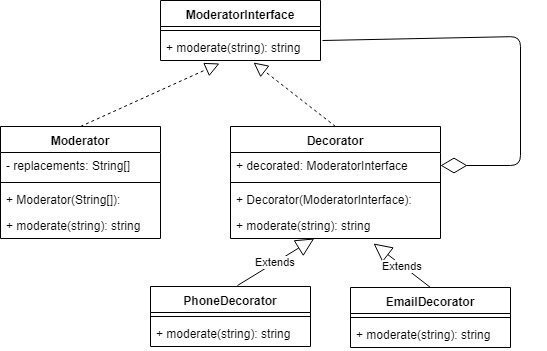 ModeratorInterface
+ moderate(string): string
Moderator
- replacements: String[]
+ Moderator(String[]):
+ moderate(string): string
Decorator
+ decorated: ModeratorInterface
+ Decorator(ModeratorInterface):
+ moderate(string): string
Extends
Extends
PhoneDecorator
+ moderate(string): string
EmailDecorator
+ moderate(string): string